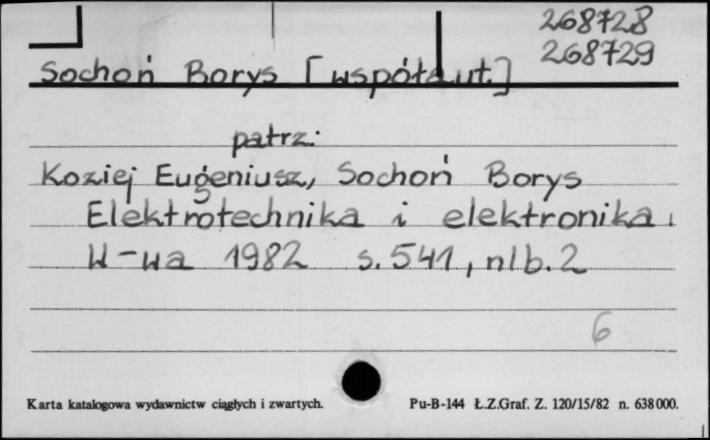 268728
268729
Sochoń Borys [współaut.]
patrz:
Koziej Eugeniusz, Sochoń Borys
Elektrotechnika i elektronika.
W-wa 1982 s. 541, nlb. 2
6
Karta katalogowa wydawnictw ciągłych i zwartych. Pu-B-144 Ł.Z.Graf. Z. 120/15/82 n. 638000.